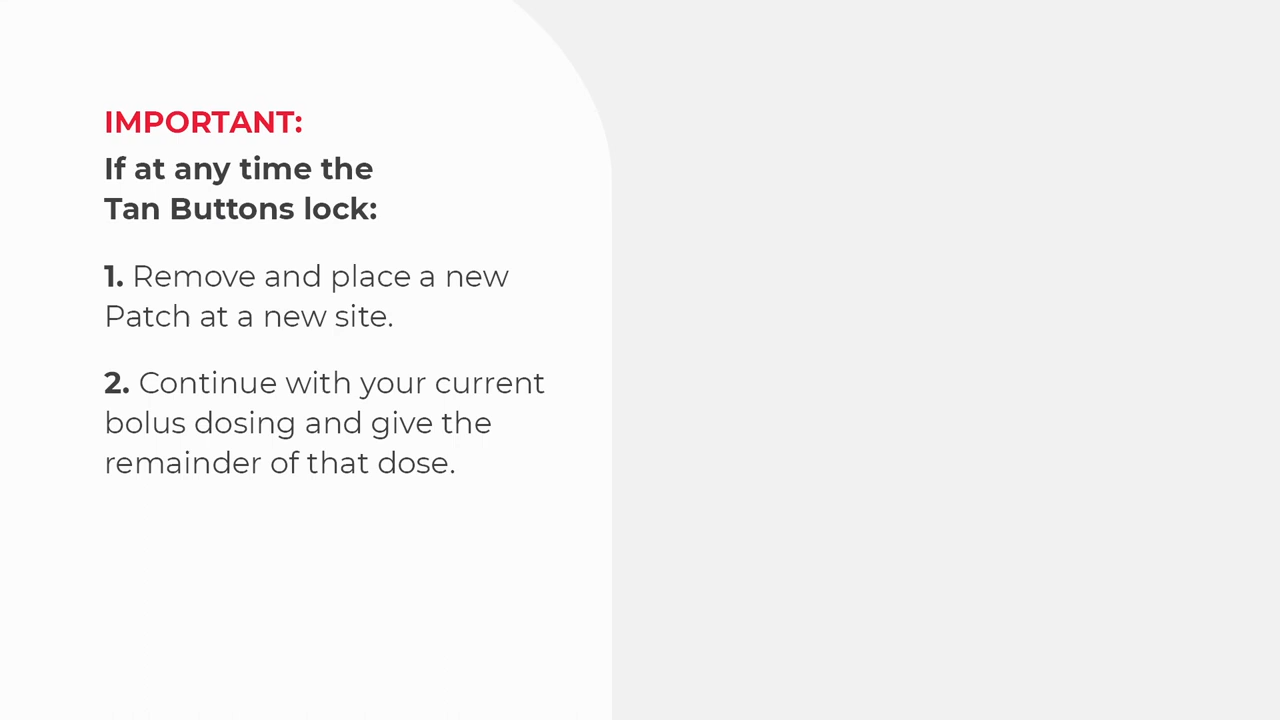 IMPORTANT:
If at any time the
Tan Buttons lock:
1. Remove and place a new
Patch at a new site.
2. Continue with your current
bolus dosing and give the
remainder of that dose.